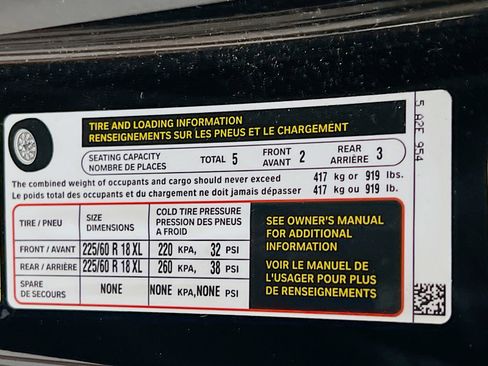 TIRE AND LOADING INFORMATION
RENSEIGNEMENTS SUR LES PNEUS ET LE CHARGEMENT
SEATING CAPACITY
NOMBRE DE PLACES
TOTAL 5
FRONT
AVANT 2
REAR
ARRIÈRE 3
The combined weight of occupants and cargo should never exceed 417 kg or 919 lbs.
Le poids total des occupants et du chargement ne doit jamais dépasser 417 kg ou 919 lb.
TIRE / PNEU
SIZE
DIMENSIONS
COLD TIRE PRESSURE
PRESSION DES PNEUS
A FROID
FRONT / AVANT 225/60 R 18 XL 220 KPA, 32 PSI
REAR / ARRIÈRE 225/60 R 18 XL 260 KPA, 38 PSI
SPARE
DE SECOURS
NONE NONE KPA,NONE PSI
SEE OWNER'S MANUAL
FOR ADDITIONAL
INFORMATION
VOIR LE MANUEL DE
L'USAGER POUR PLUS
DE RENSEIGNEMENTS